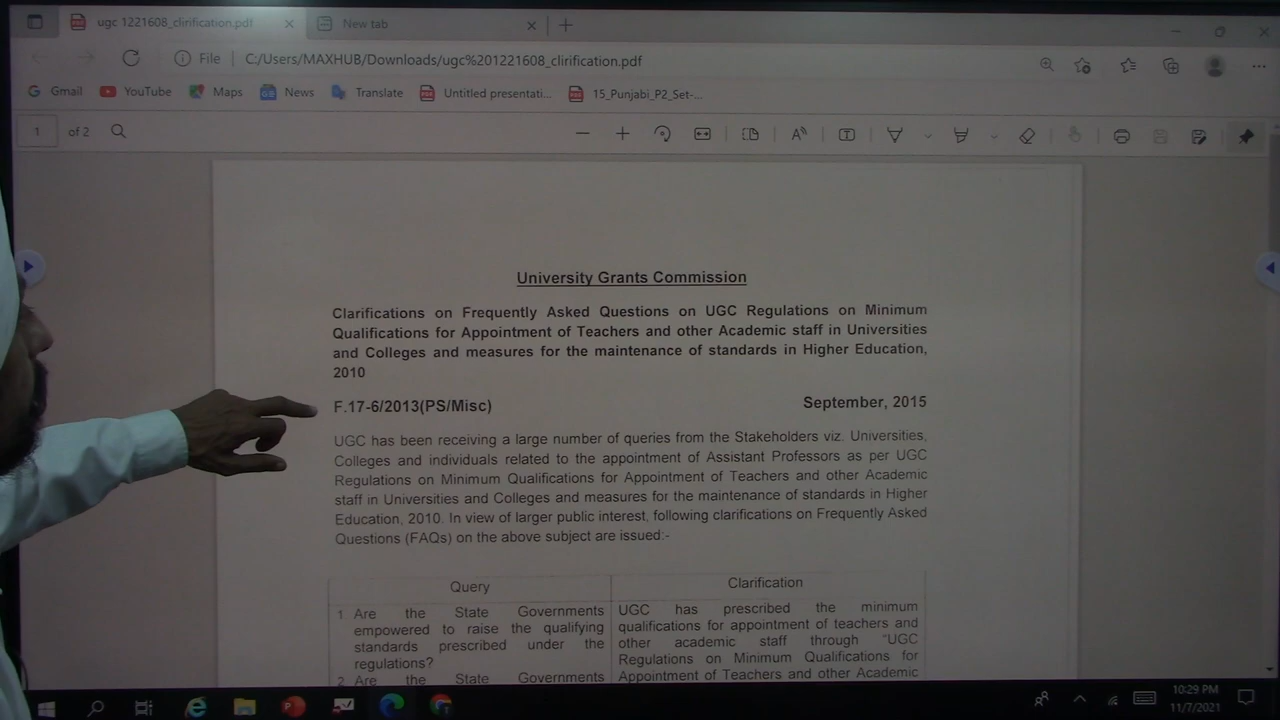 ugc 1221608_clirification.pdf
New tab
File
C:/Users/MAXHUB/Downloads/ugc%201221608_clirification.pdf
Gmail
YouTube
Maps
News
Translate
Untitled presentati...
15_Punjabi_P2_Set-...
1 of 2
University Grants Commission
Clarifications on Frequently Asked Questions on UGC Regulations on Minimum
Qualifications for Appointment of Teachers and other Academic staff in Universities
and Colleges and measures for the maintenance of standards in Higher Education,
2010
F.17-6/2013(PS/Misc)
September, 2015
UGC has been receiving a large number of queries from the Stakeholders viz. Universities,
Colleges and individuals related to the appointment of Assistant Professors as per UGC
Regulations on Minimum Qualifications for Appointment of Teachers and other Academic
staff in Universities and Colleges and measures for the maintenance of standards in Higher
Education, 2010. In view of larger public interest, following clarifications on Frequently Asked
Questions (FAQs) on the above subject are issued:-
Query
1 Are the State Governments
empowered to raise the qualifying
standards prescribed under the
regulations?
2 Are the State Governments
Clarification
UGC has prescribed the minimum
qualifications for appointment of teachers and
other academic staff through "UGC
Regulations on Minimum Qualifications for
Appointment of Teachers and other Academic
10:29 PM
11/7/2021